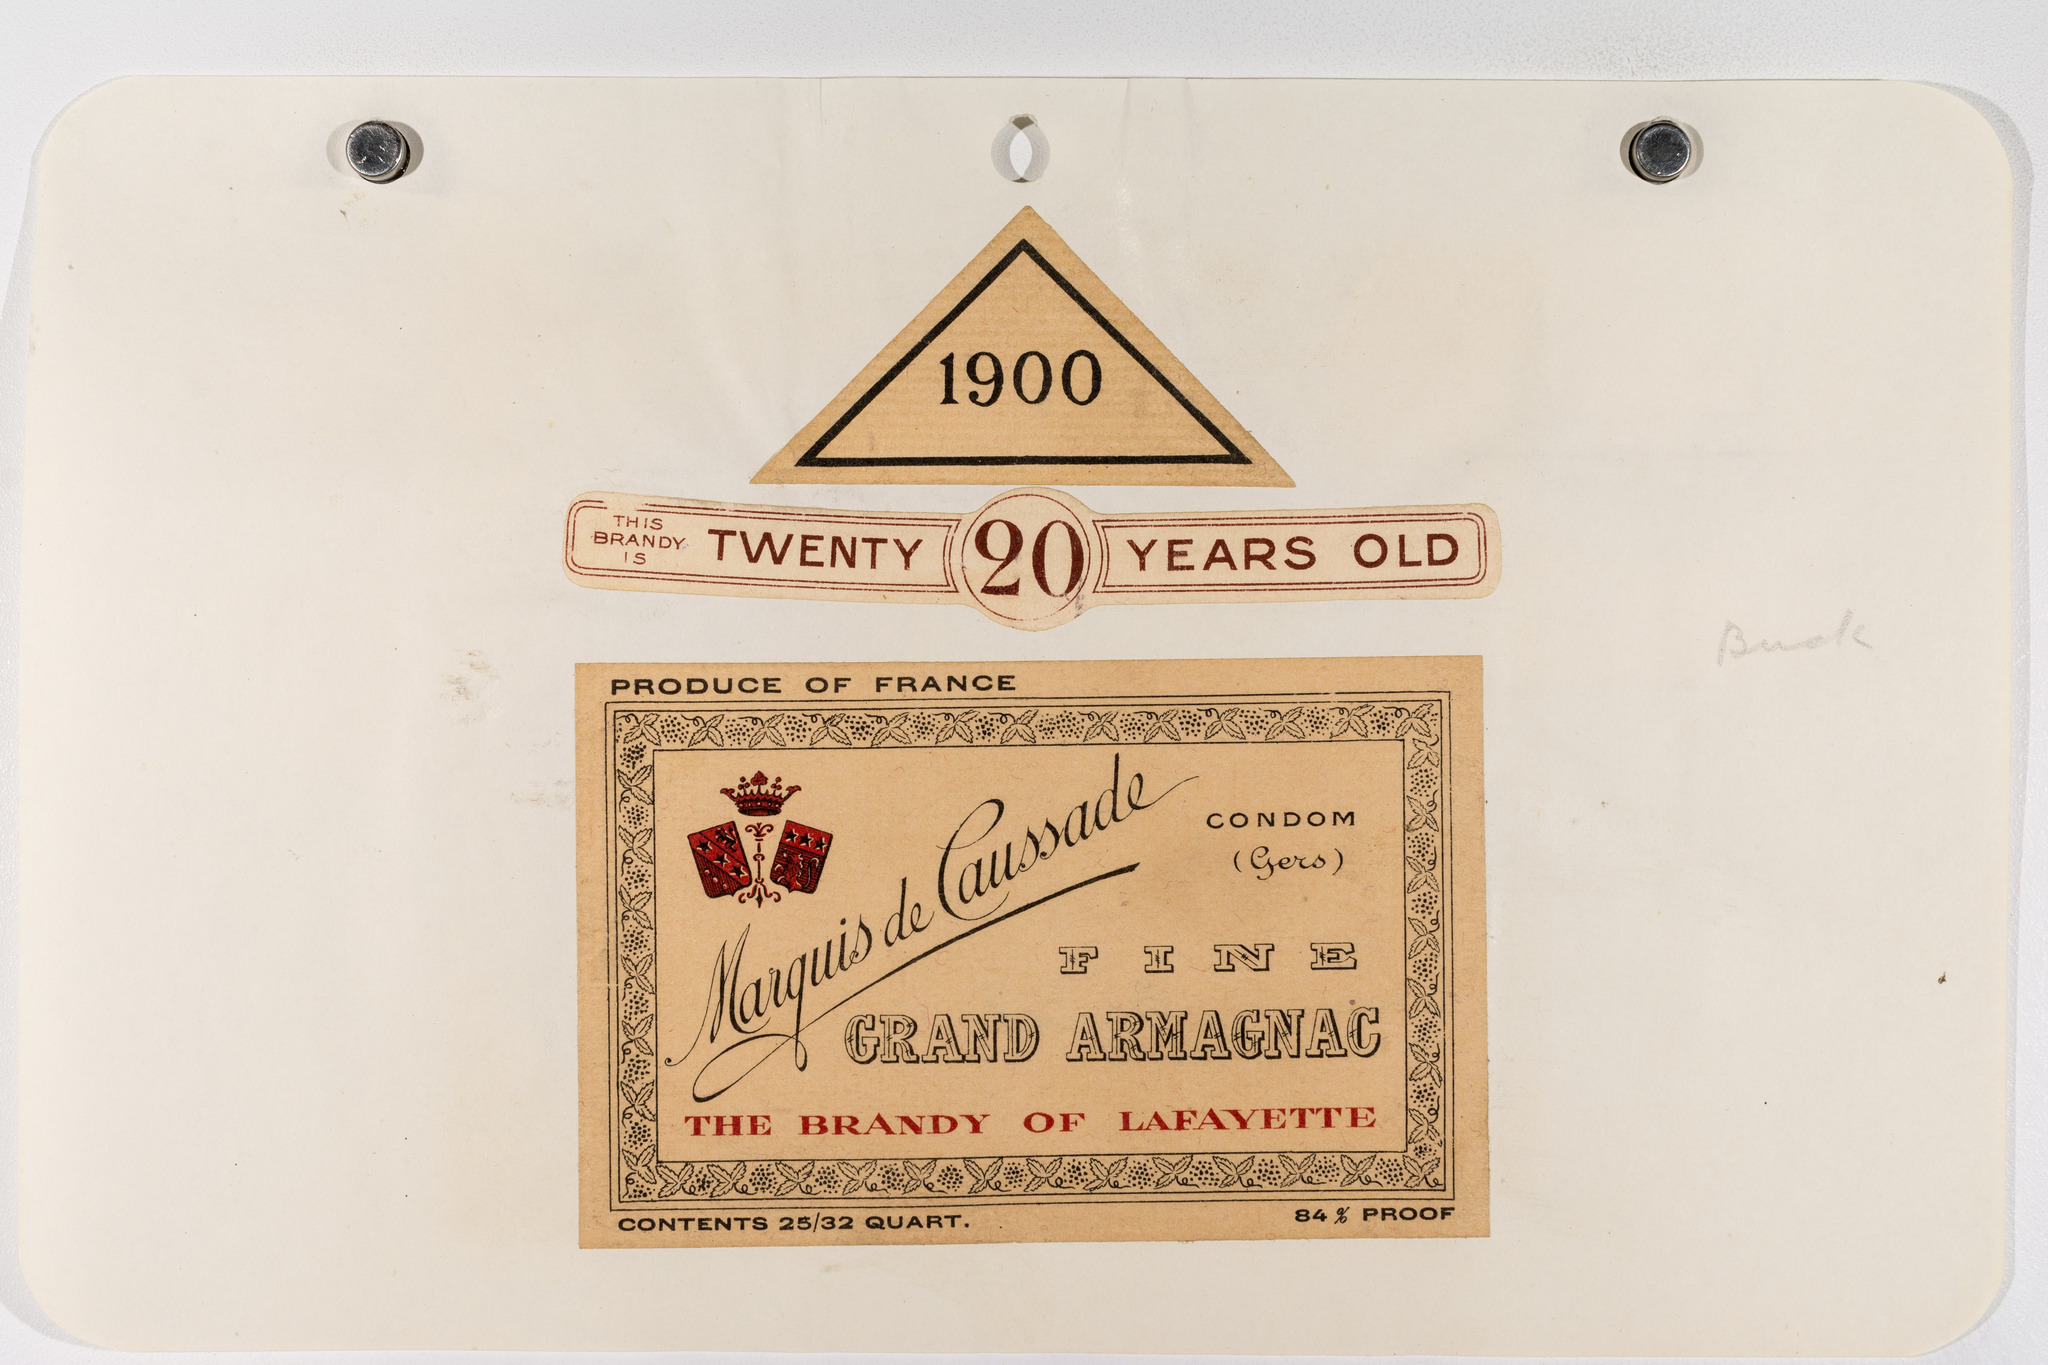 1900
THIS
BRANDY
IS
TWENTY 20 YEARS OLD
Buck
PRODUCE OF FRANCE
Marquis de Caussade
CONDOM
(Gers)
FINE
GRAND ARMAGNAC
THE BRANDY OF LAFAYETTE
CONTENTS 25/32 QUART.
84 % PROOF